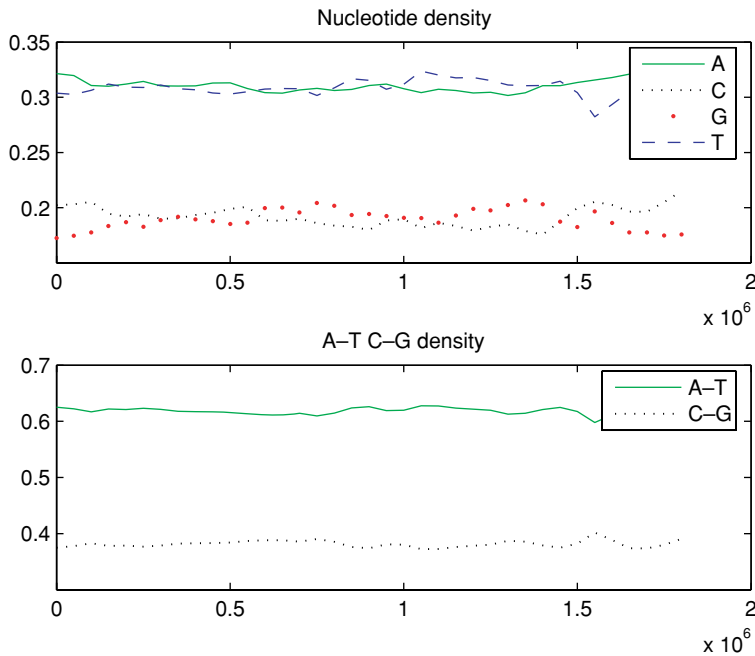 Nucleotide density
0.35
0.3
0.25
0.2
A
C
G
T
0 0.5 1 1.5 2
x 10^6
A–T C–G density
0.7
0.6
0.5
0.4
A–T
C–G
0 0.5 1 1.5 2
x 10^6